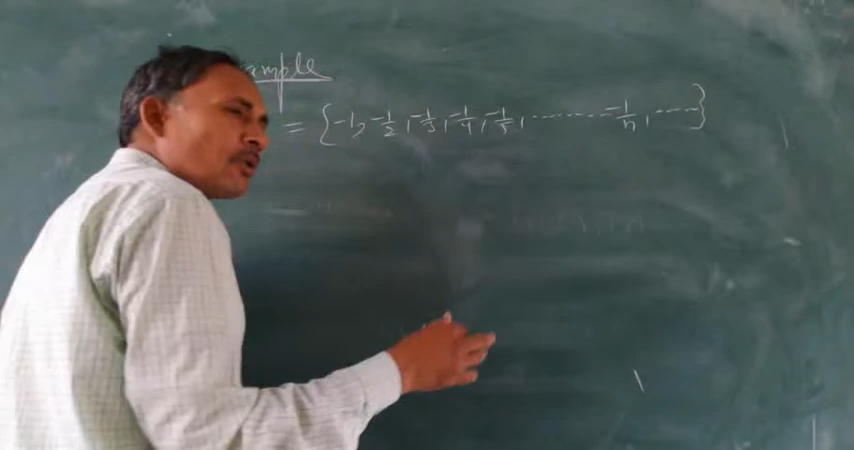 ample
= {-1, -1/2, -1/3, -1/4, -1/5, ........ -1/n, .....}